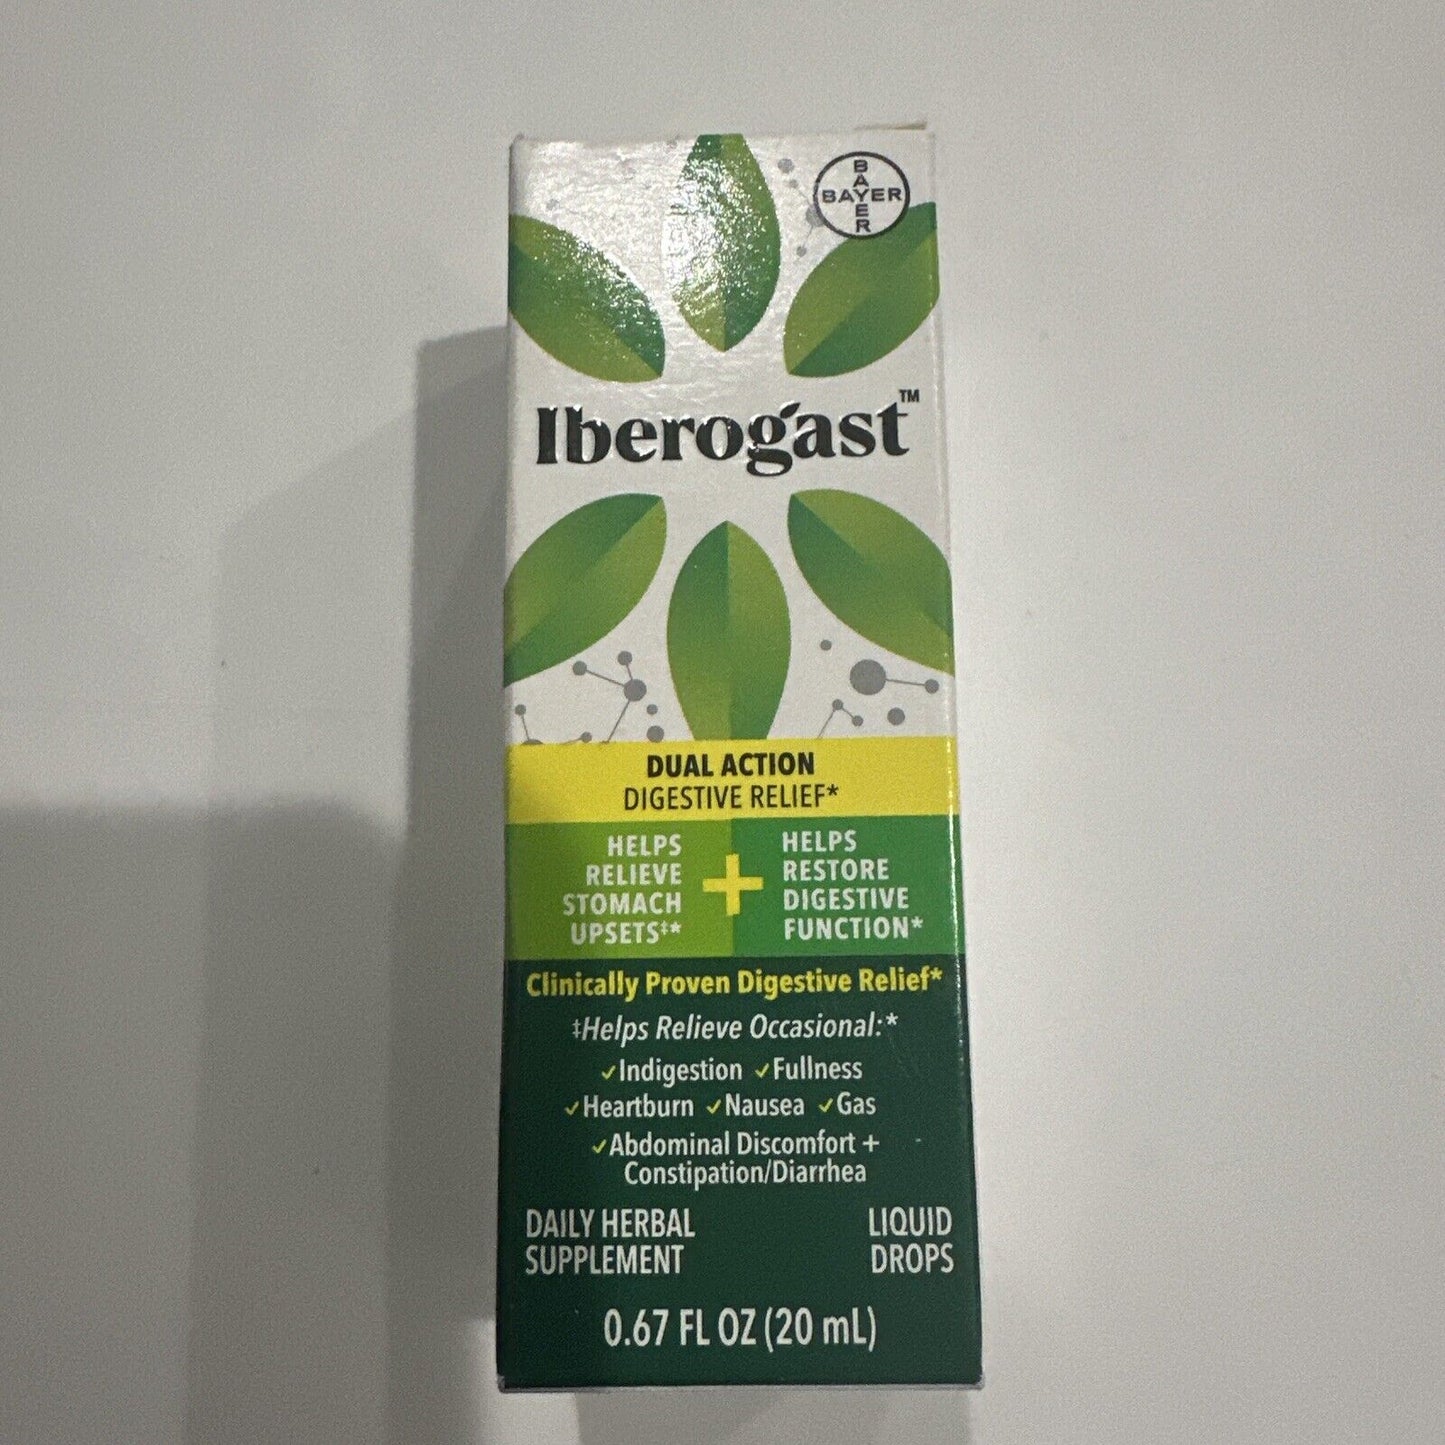 BAYER
BAYER
Iberogast™
DUAL ACTION
DIGESTIVE RELIEF*
HELPS
RELIEVE
STOMACH
UPSETS‡*
+
HELPS
RESTORE
DIGESTIVE
FUNCTION*
Clinically Proven Digestive Relief*
‡Helps Relieve Occasional:*
✓Indigestion ✓Fullness
✓Heartburn ✓Nausea ✓Gas
✓Abdominal Discomfort +
Constipation/Diarrhea
DAILY HERBAL
SUPPLEMENT
LIQUID
DROPS
0.67 FL OZ (20 mL)